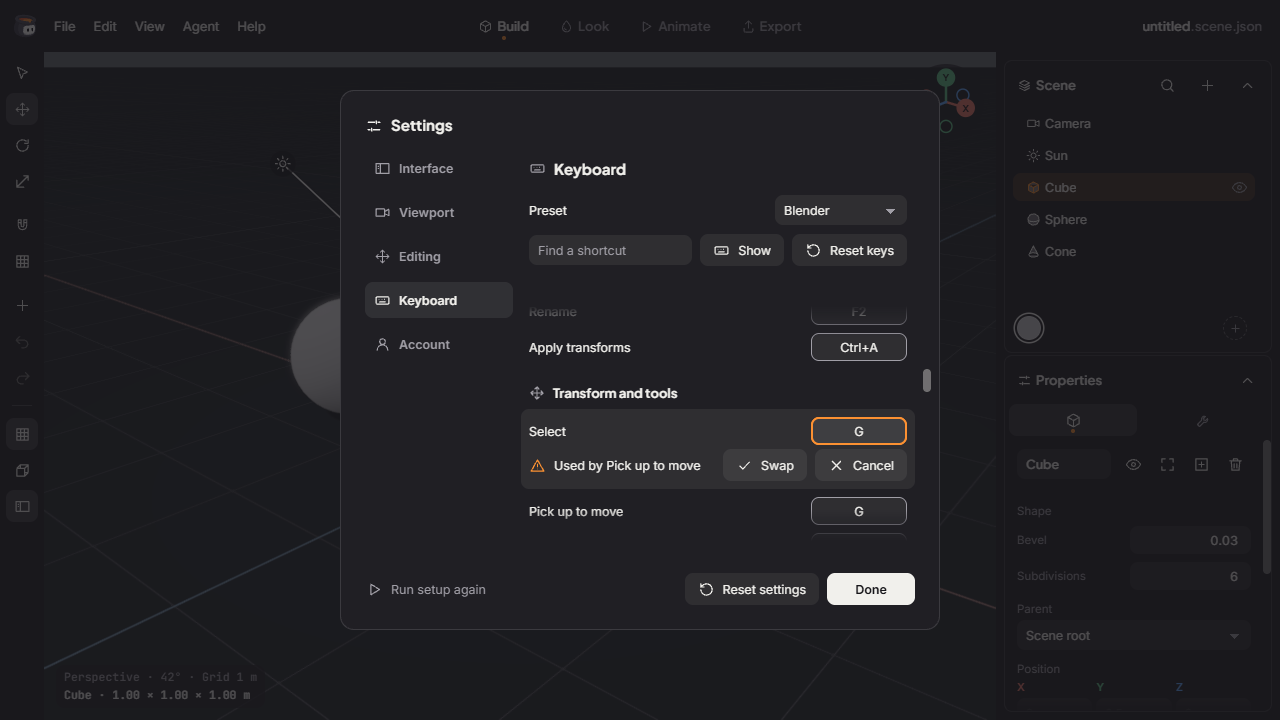 File Edit View Agent Help
Build Look Animate Export
untitled.scene.json
Y
X
Scene
Camera
Sun
Cube
Sphere
Cone
Settings
Interface
Viewport
Editing
Keyboard
Account
Keyboard
Preset Blender
Find a shortcut Show Reset keys
Rename F2
Apply transforms Ctrl+A
Transform and tools
Select G
Used by Pick up to move Swap Cancel
Pick up to move G
Run setup again Reset settings Done
Properties
Cube
Shape
Bevel 0.03
Subdivisions 6
Parent
Scene root
Position
X Y Z
Perspective · 42° · Grid 1 m
Cube · 1.00 × 1.00 × 1.00 m